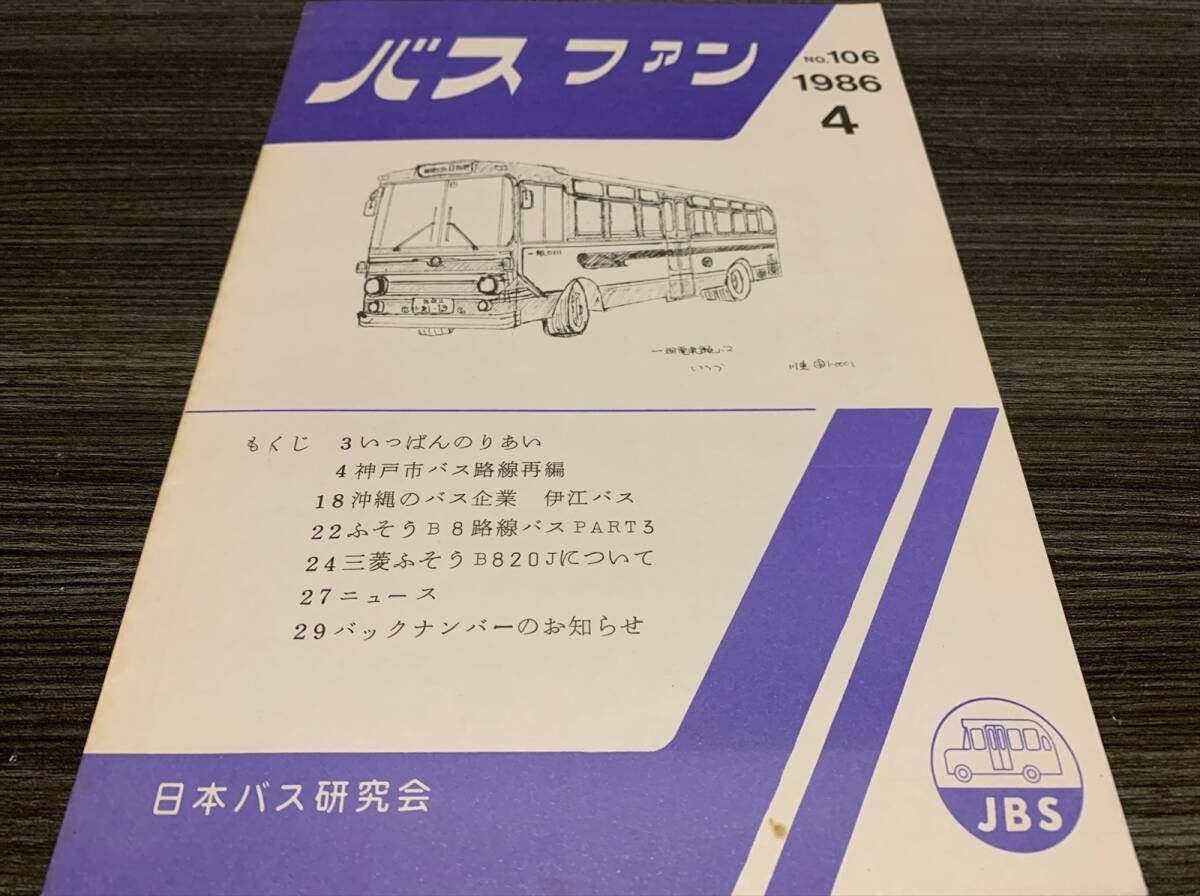 バスファン
NO.106
1986
4
もくじ 3いっぱんのりあい
4神戸市バス路線再編
18沖縄のバス企業 伊江バス
22ふそうB8路線バスPART3
24三菱ふそうB820Jについて
27ニュース
29バックナンバーのお知らせ
日本バス研究会
JBS